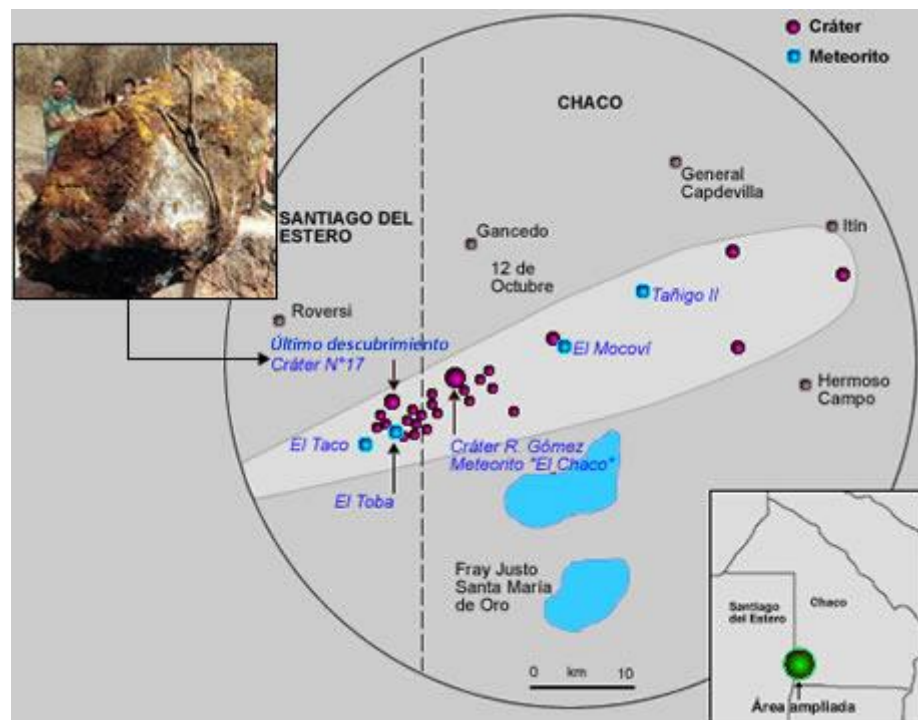 Cráter
Meteorito
CHACO
General
Capdevilla
SANTIAGO DEL
ESTERO
Gancedo
Itín
12 de
Octubre
Tañigo II
Roversi
Último descubrimiento
Cráter N°17
El Mocoví
Hermoso
Campo
El Taco
Cráter R. Gómez
Meteorito "El Chaco"
El Toba
Fray Justo
Santa María
de Oro
0 km 10
Santiago
del Estero
Chaco
Área ampliada